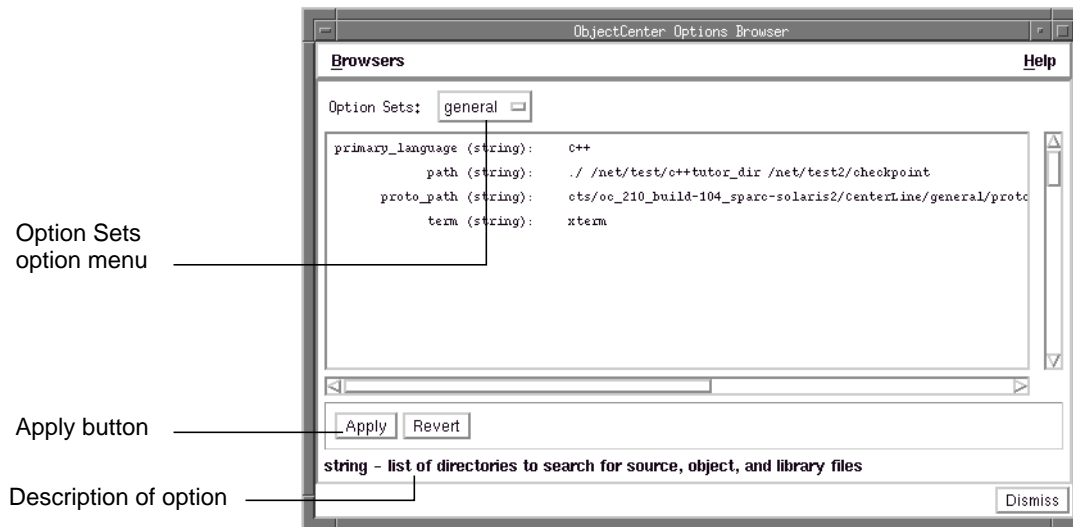 ObjectCenter Options Browser
Browsers Help
Option Sets: general
primary_language (string): c++
path (string): ./ /net/test/c++tutor_dir /net/test2/checkpoint
proto_path (string): cts/oc_210_build-104_sparc-solaris2/CenterLine/general/proto
term (string): xterm
Option Sets
option menu
Apply button
Apply Revert
string - list of directories to search for source, object, and library files
Description of option
Dismiss